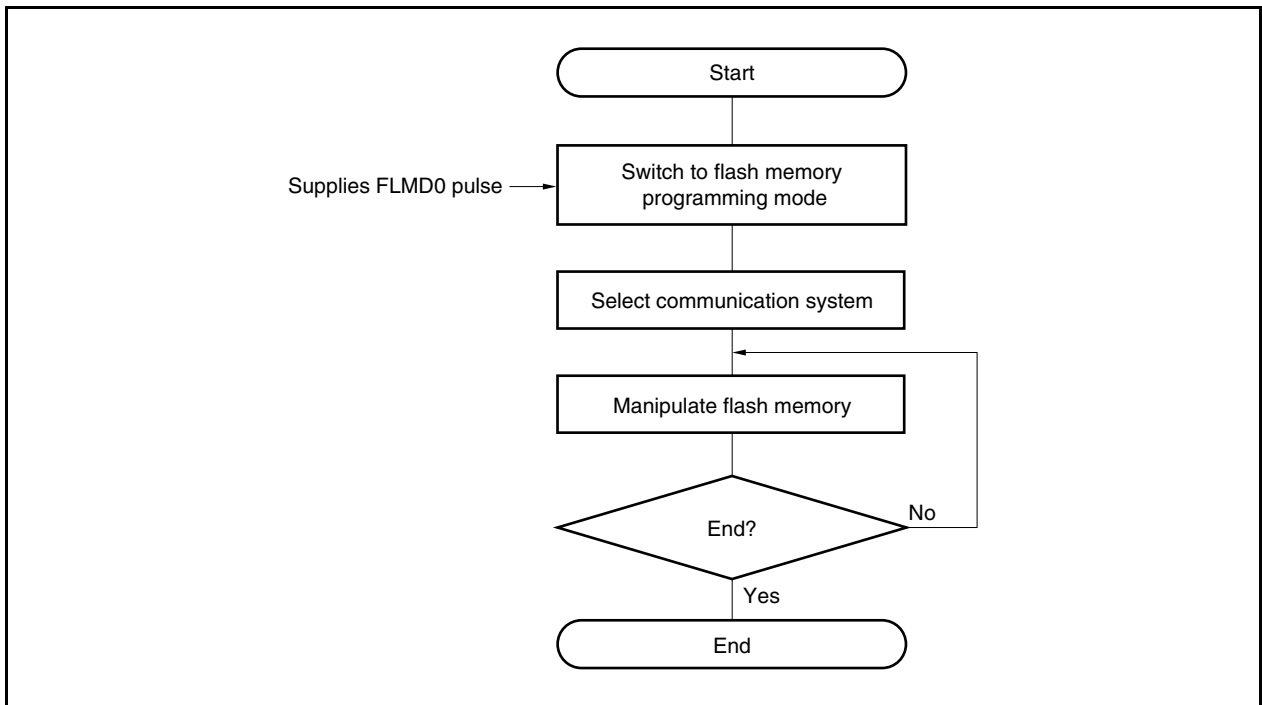 Start
Supplies FLMD0 pulse
Switch to flash memory
programming mode
Select communication system
Manipulate flash memory
End?
No
Yes
End